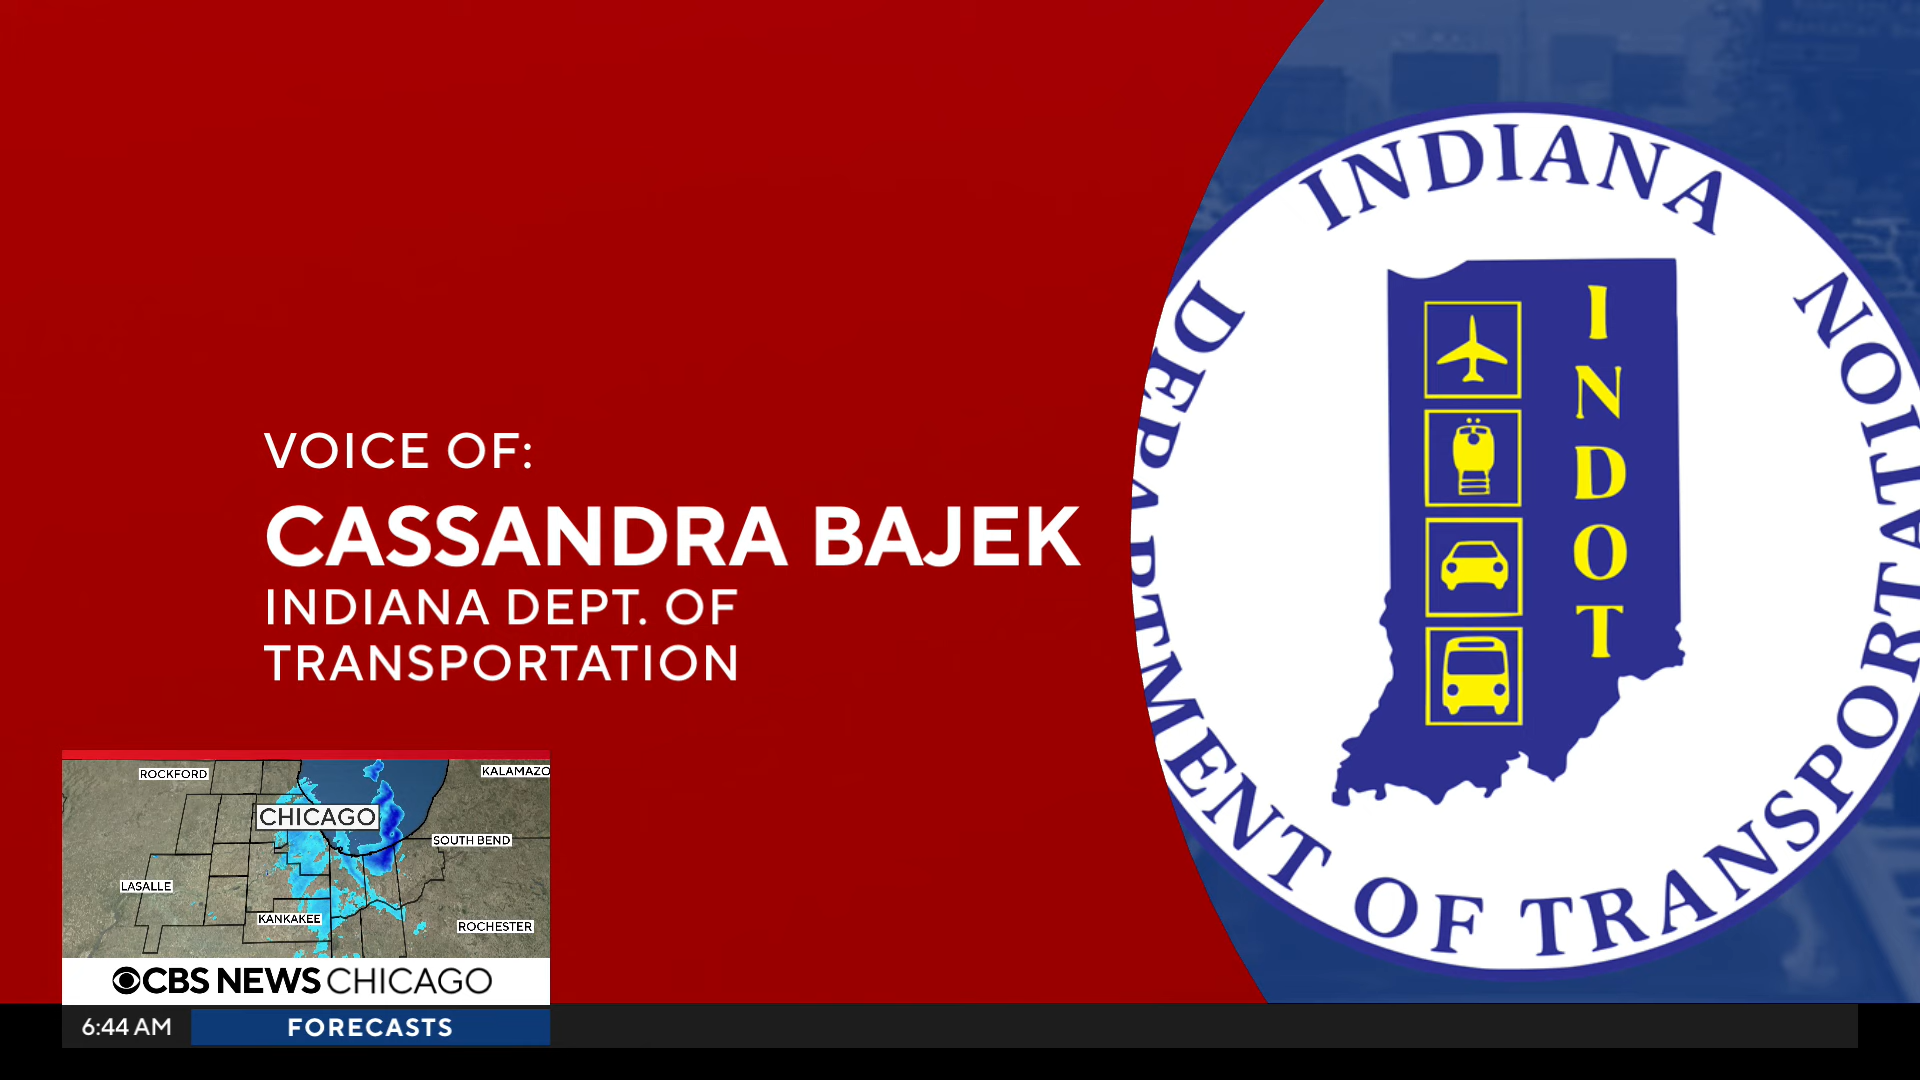 VOICE OF:
CASSANDRA BAJEK
INDIANA DEPT. OF
TRANSPORTATION
INDIANA
DEPARTMENT OF TRANSPORTATION
INDOT
ROCKFORD
KALAMAZO
CHICAGO
SOUTH BEND
LASALLE
KANKAKEE
ROCHESTER
CBS NEWS CHICAGO
6:44 AM
FORECASTS